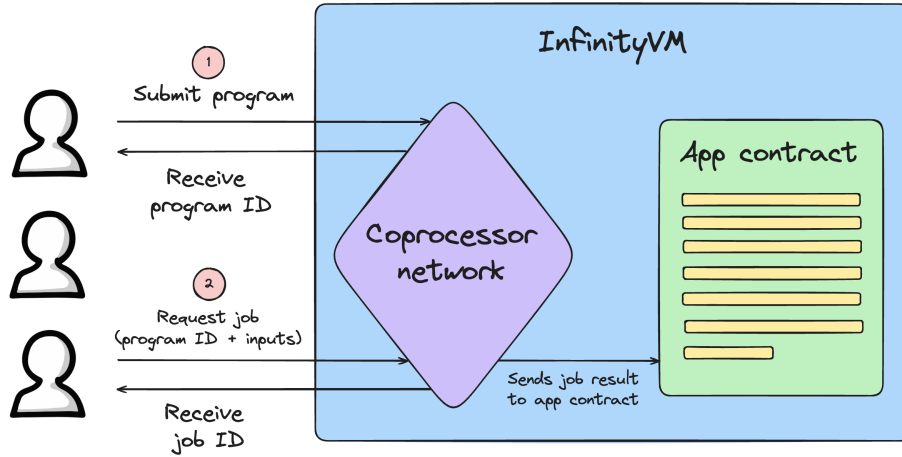 InfinityVM
1
Submit program
Receive
program ID
App contract
Coprocessor
network
2
Request job
(program ID + inputs)
Sends job result
to app contract
Receive
job ID